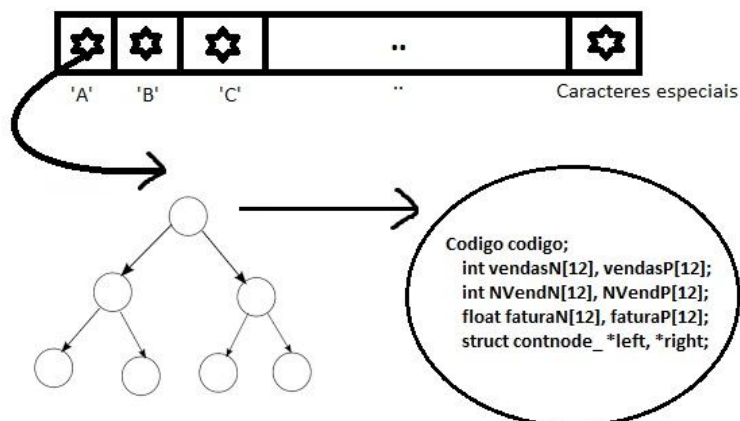 ..
'A' 'B' 'C' .. Caracteres especiais
Codigo codigo;
int vendasN[12], vendasP[12];
int NVendN[12], NVendP[12];
float faturaN[12], faturaP[12];
struct contnode_ *left, *right;